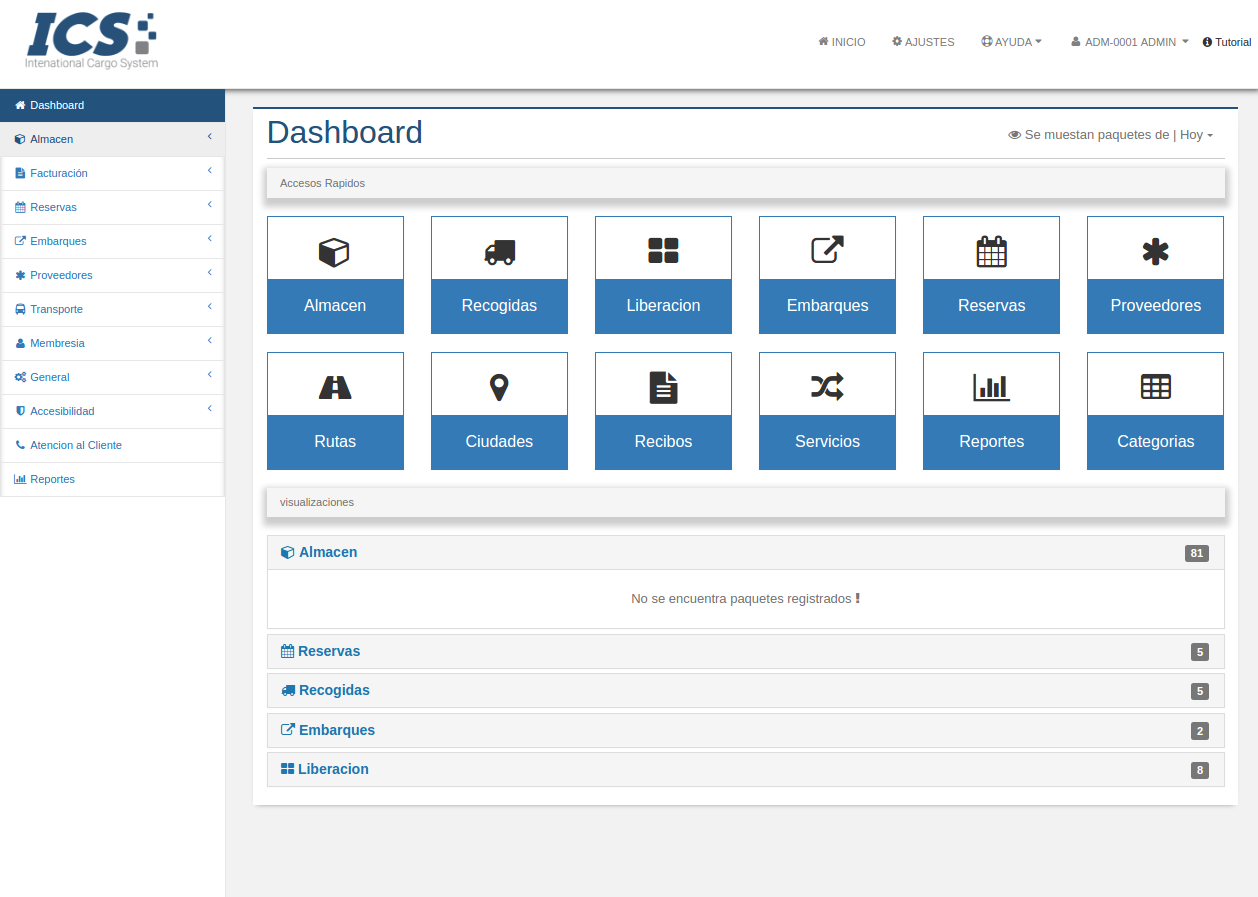 ICS
Intenational Cargo System
INICIO AJUSTES AYUDA ADM-0001 ADMIN Tutorial
Dashboard
Almacen
Facturación
Reservas
Embarques
Proveedores
Transporte
Membresia
General
Accesibilidad
Atencion al Cliente
Reportes
Dashboard
Se muestan paquetes de | Hoy
Accesos Rapidos
Almacen Recogidas Liberacion Embarques Reservas Proveedores
Rutas Ciudades Recibos Servicios Reportes Categorias
visualizaciones
Almacen 81
No se encuentra paquetes registrados !
Reservas 5
Recogidas 5
Embarques 2
Liberacion 8